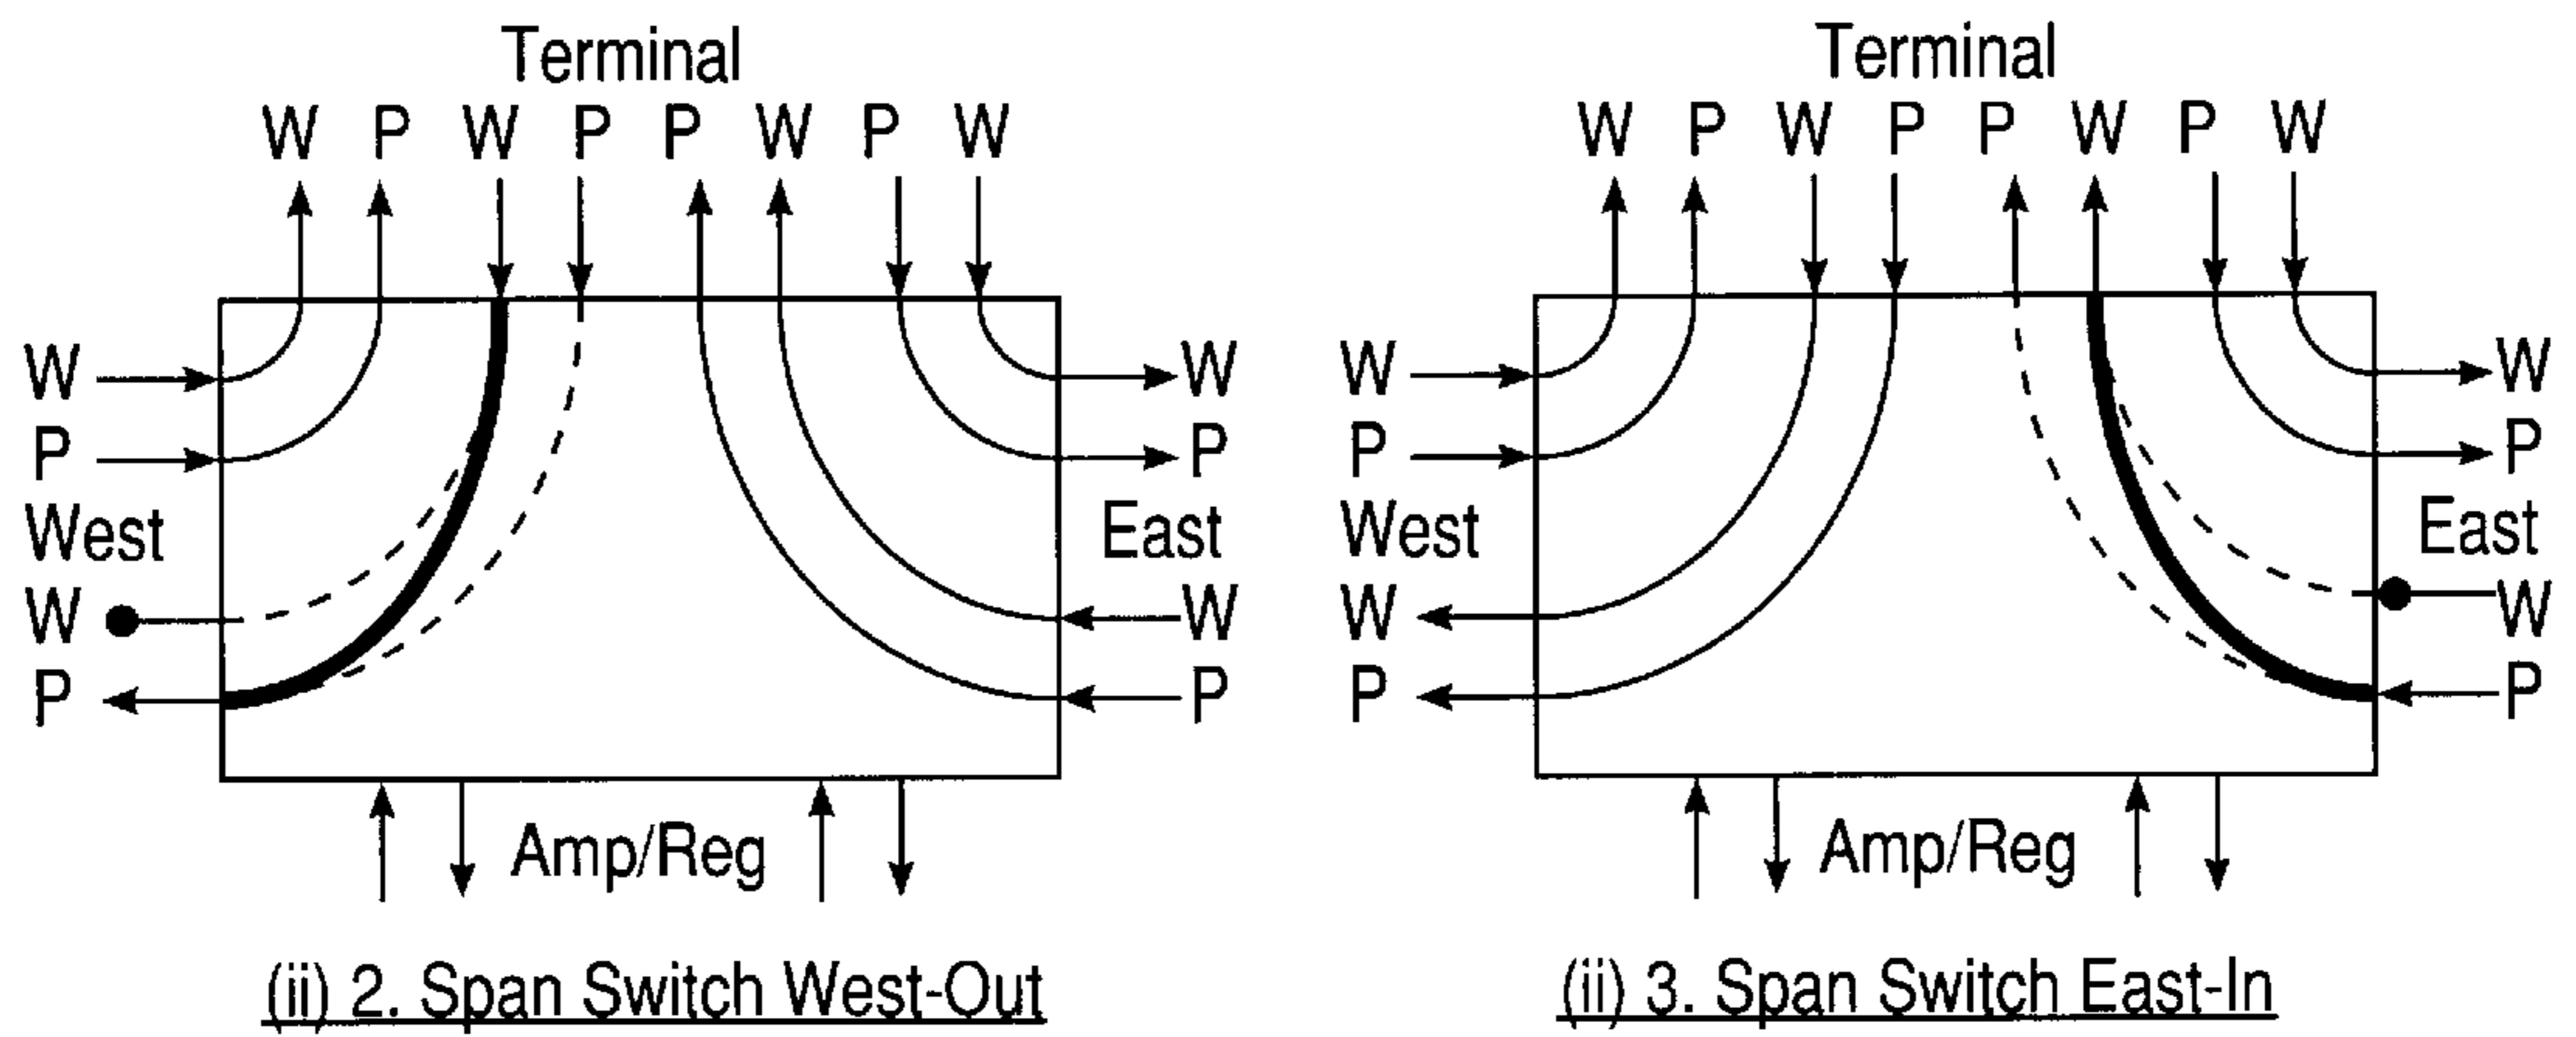 Terminal
W P W P P W P W
W W
P P
West East
W W
P P
Amp/Reg
(ii) 2. Span Switch West-Out
Terminal
W P W P P W P W
W W
P P
West East
W W
P P
Amp/Reg
(ii) 3. Span Switch East-In